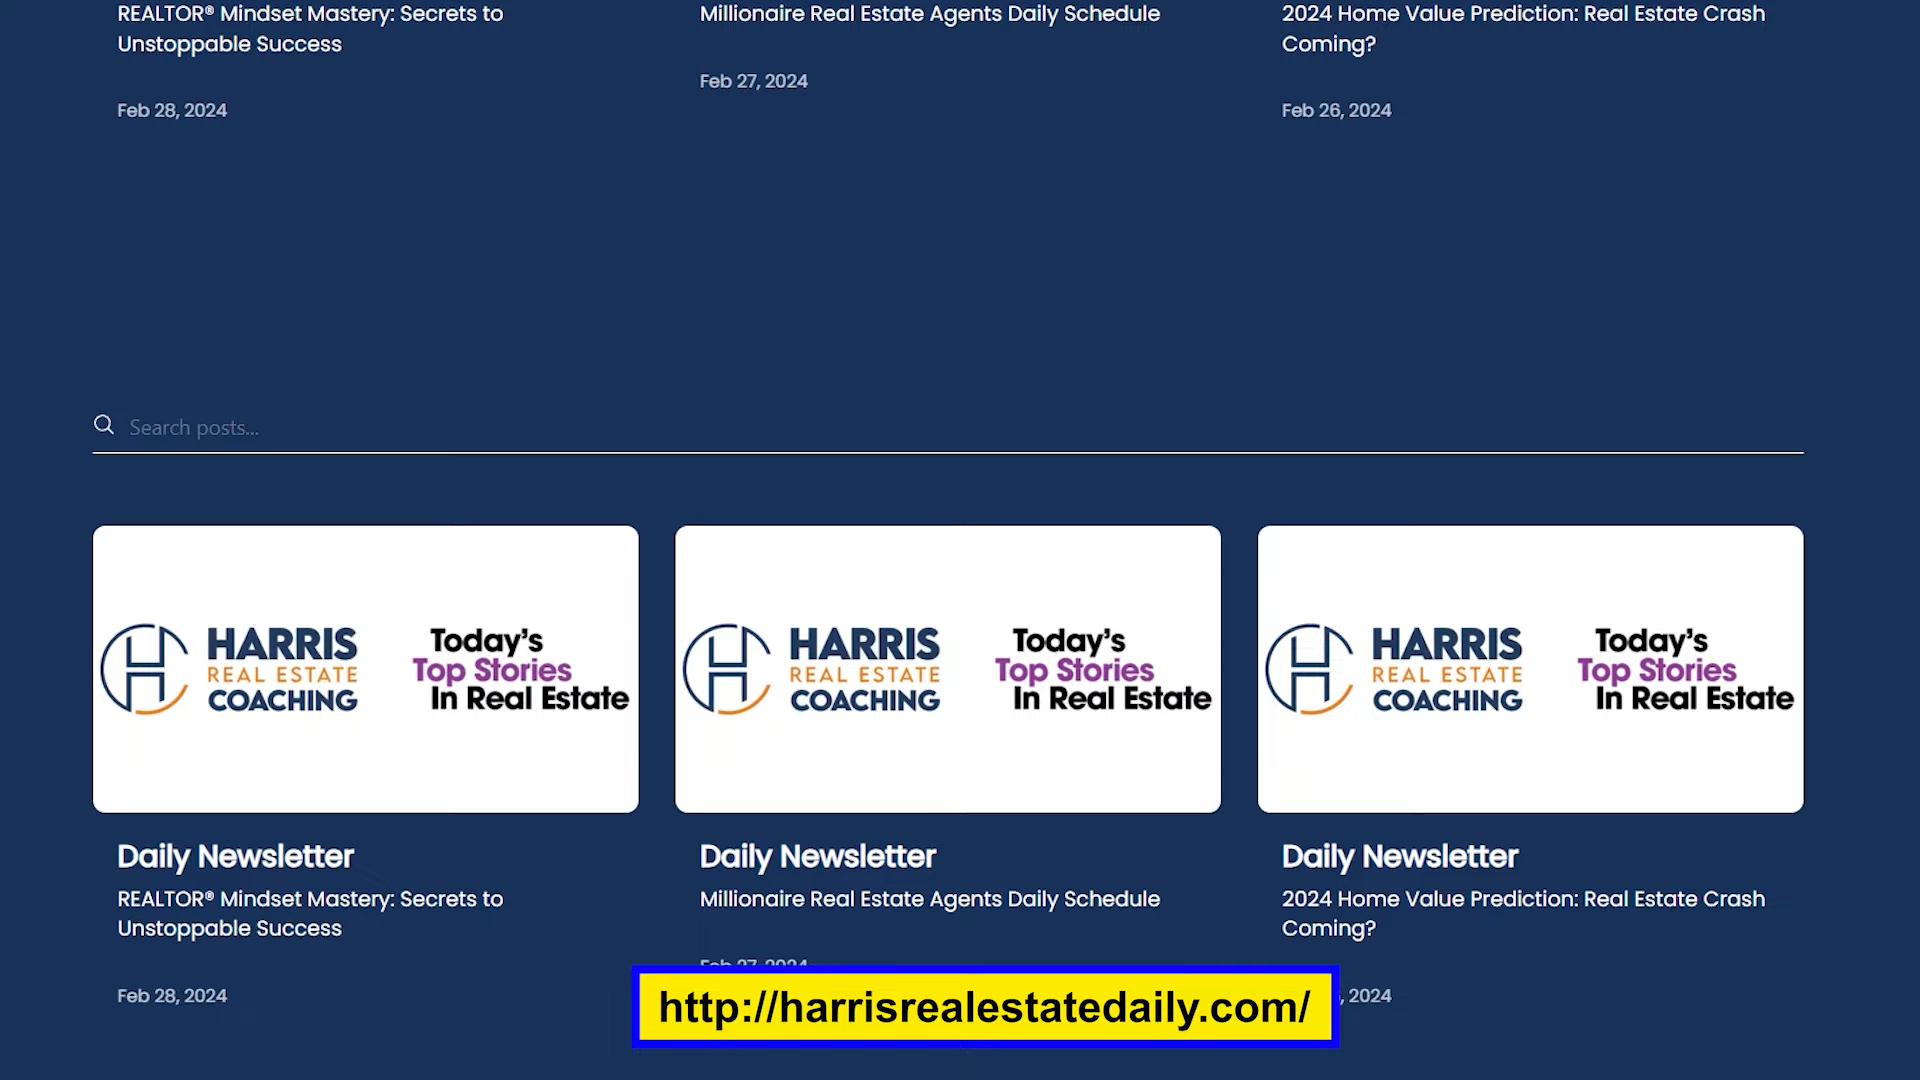 REALTOR® Mindset Mastery: Secrets to
Unstoppable Success
Feb 28, 2024
Millionaire Real Estate Agents Daily Schedule
Feb 27, 2024
2024 Home Value Prediction: Real Estate Crash
Coming?
Feb 26, 2024
Search posts...
HARRIS
REAL ESTATE
COACHING
Today's
Top Stories
In Real Estate
Daily Newsletter
REALTOR® Mindset Mastery: Secrets to
Unstoppable Success
Feb 28, 2024
HARRIS
REAL ESTATE
COACHING
Today's
Top Stories
In Real Estate
Daily Newsletter
Millionaire Real Estate Agents Daily Schedule
Feb 27, 2024
HARRIS
REAL ESTATE
COACHING
Today's
Top Stories
In Real Estate
Daily Newsletter
2024 Home Value Prediction: Real Estate Crash
Coming?
, 2024
http://harrisrealestatedaily.com/